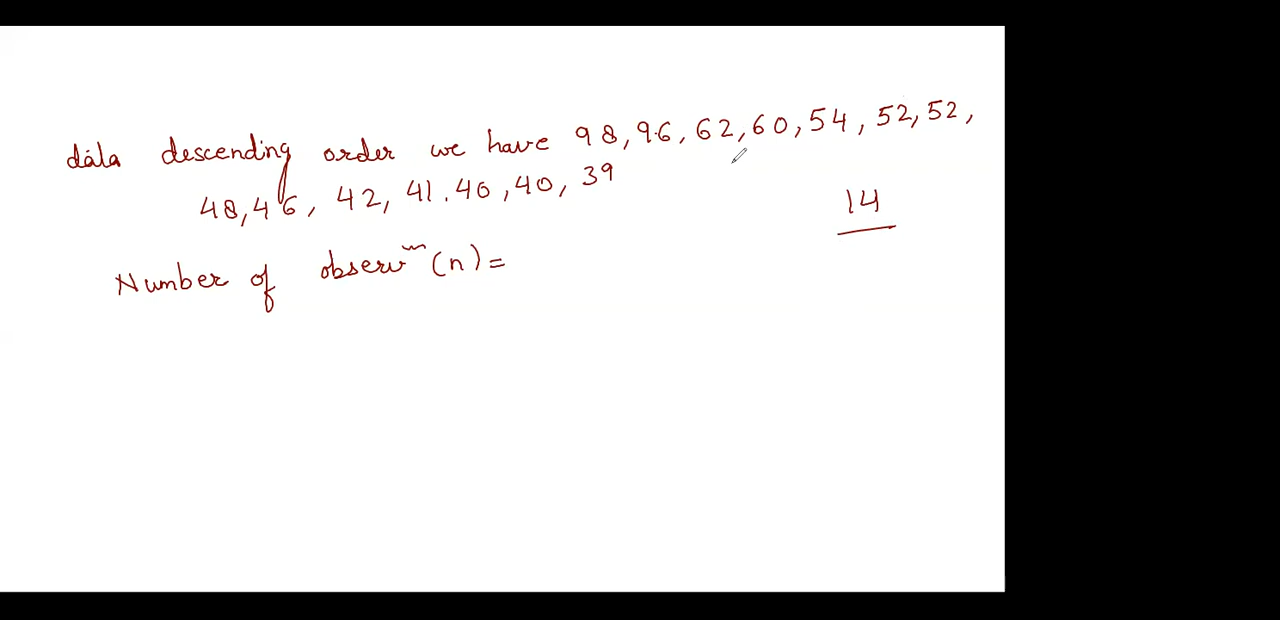 data descending order we have 98, 96, 62, 60, 54, 52, 52,
48, 46, 42, 41. 40, 40, 39
14
Number of observⁿ (n) =